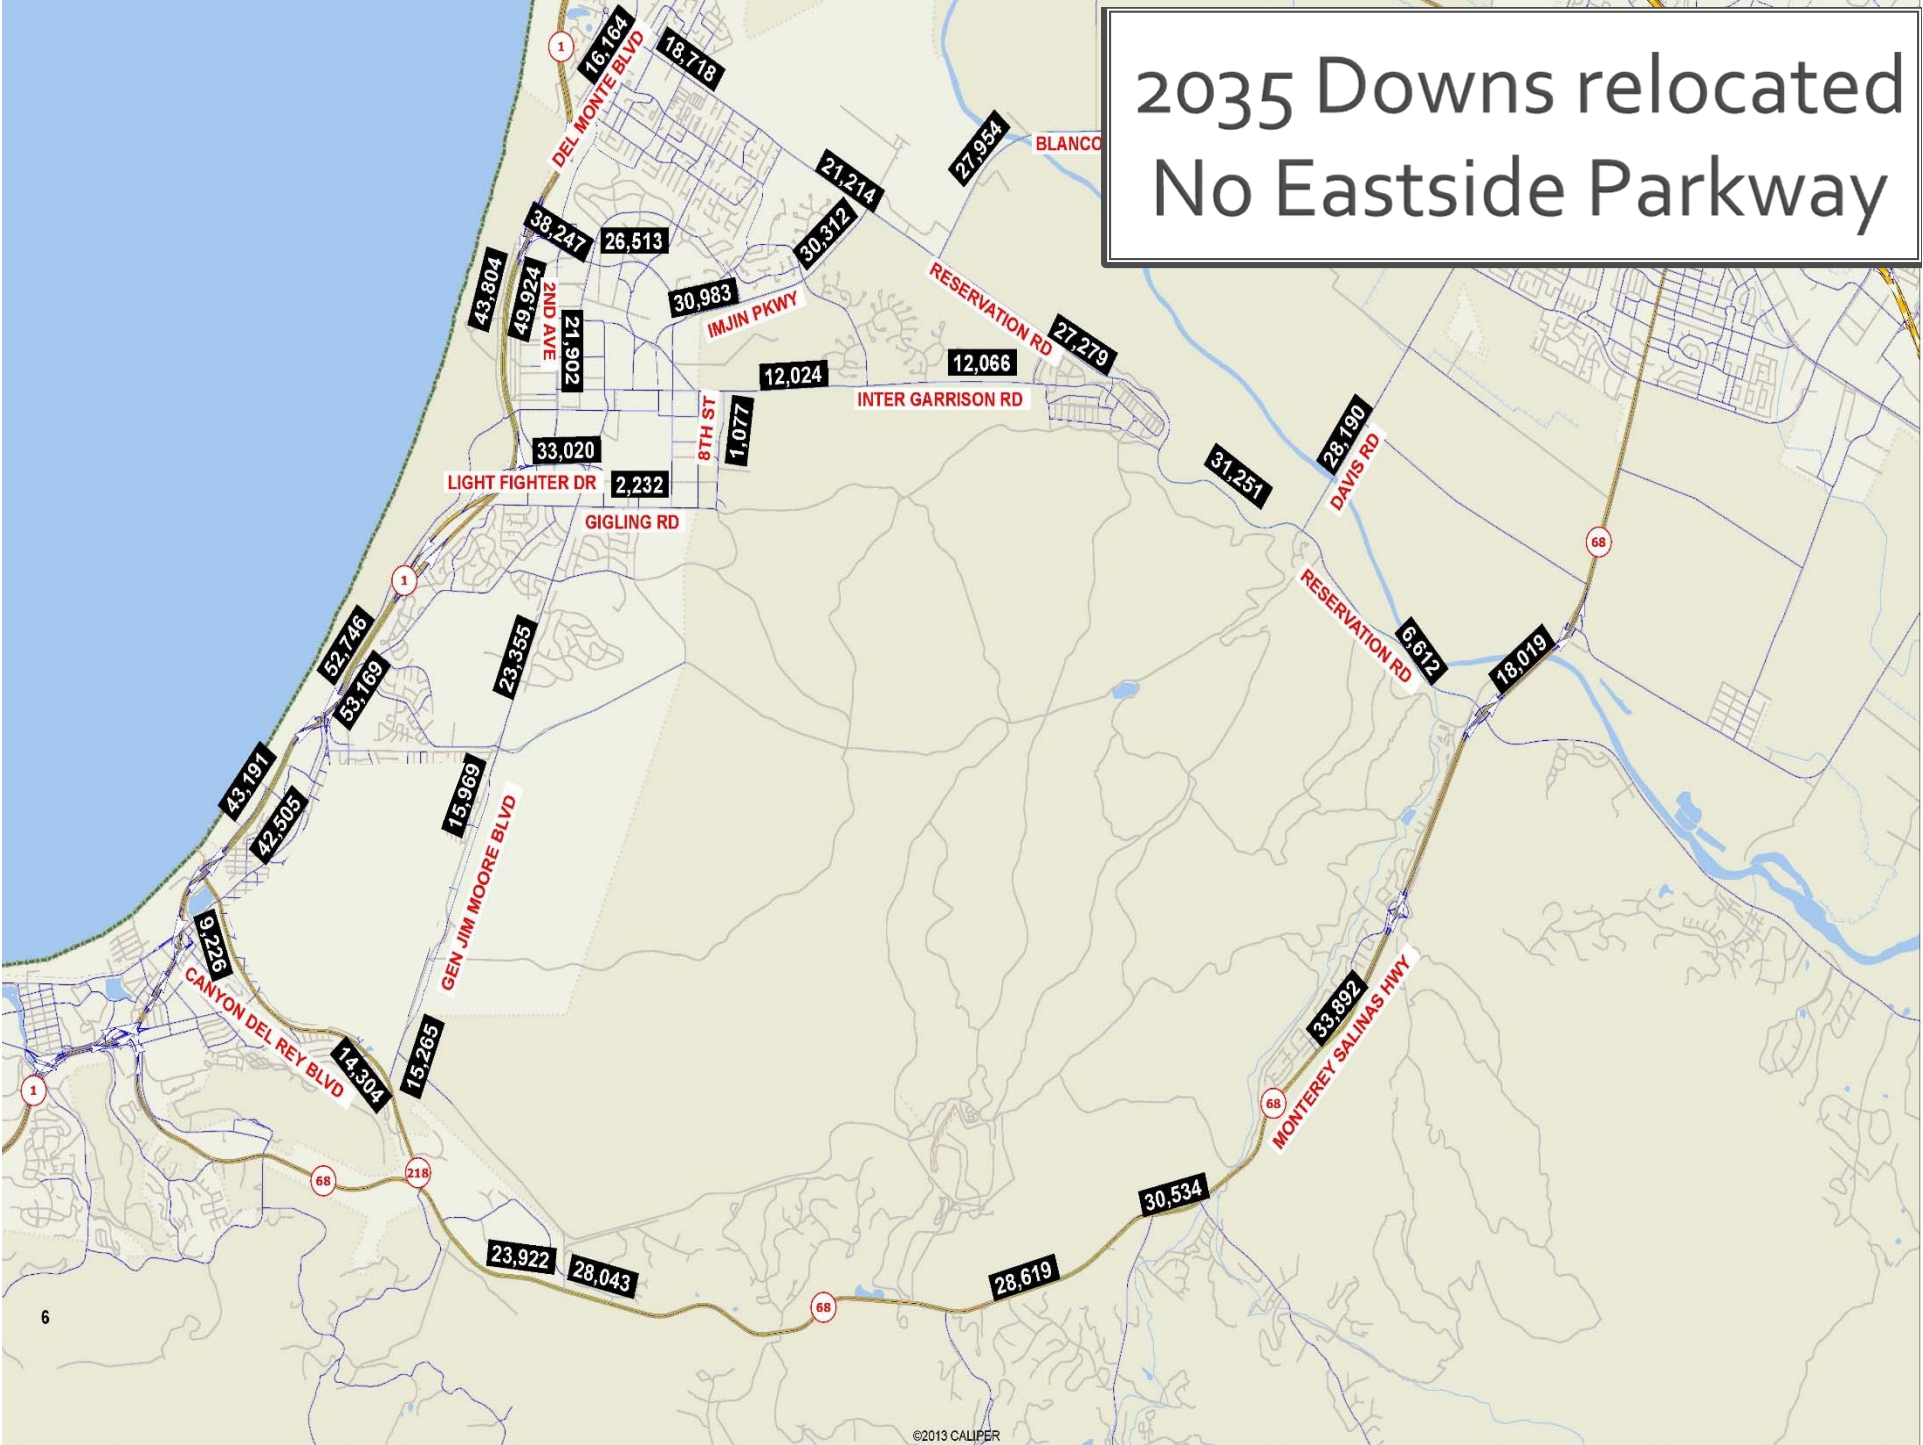 2035 Downs relocated
No Eastside Parkway
1
16,164
18,718
DEL MONTE BLVD
27,954
BLANCO
21,214
38,247
26,513
30,312
43,804
49,924
2ND AVE
21,902
30,983
IMJIN PKWY
RESERVATION RD
27,279
12,024
12,066
INTER GARRISON RD
8TH ST
1,077
28,190
DAVIS RD
33,020
LIGHT FIGHTER DR
2,232
GIGLING RD
31,251
68
1
RESERVATION RD
6,612
18,019
52,746
53,169
23,355
43,191
42,505
15,969
GEN JIM MOORE BLVD
9,226
CANYON DEL REY BLVD
14,304
15,265
33,892
MONTEREY SALINAS HWY
1
68
68
218
30,534
23,922
28,043
28,619
68
6
©2013 CALIPER